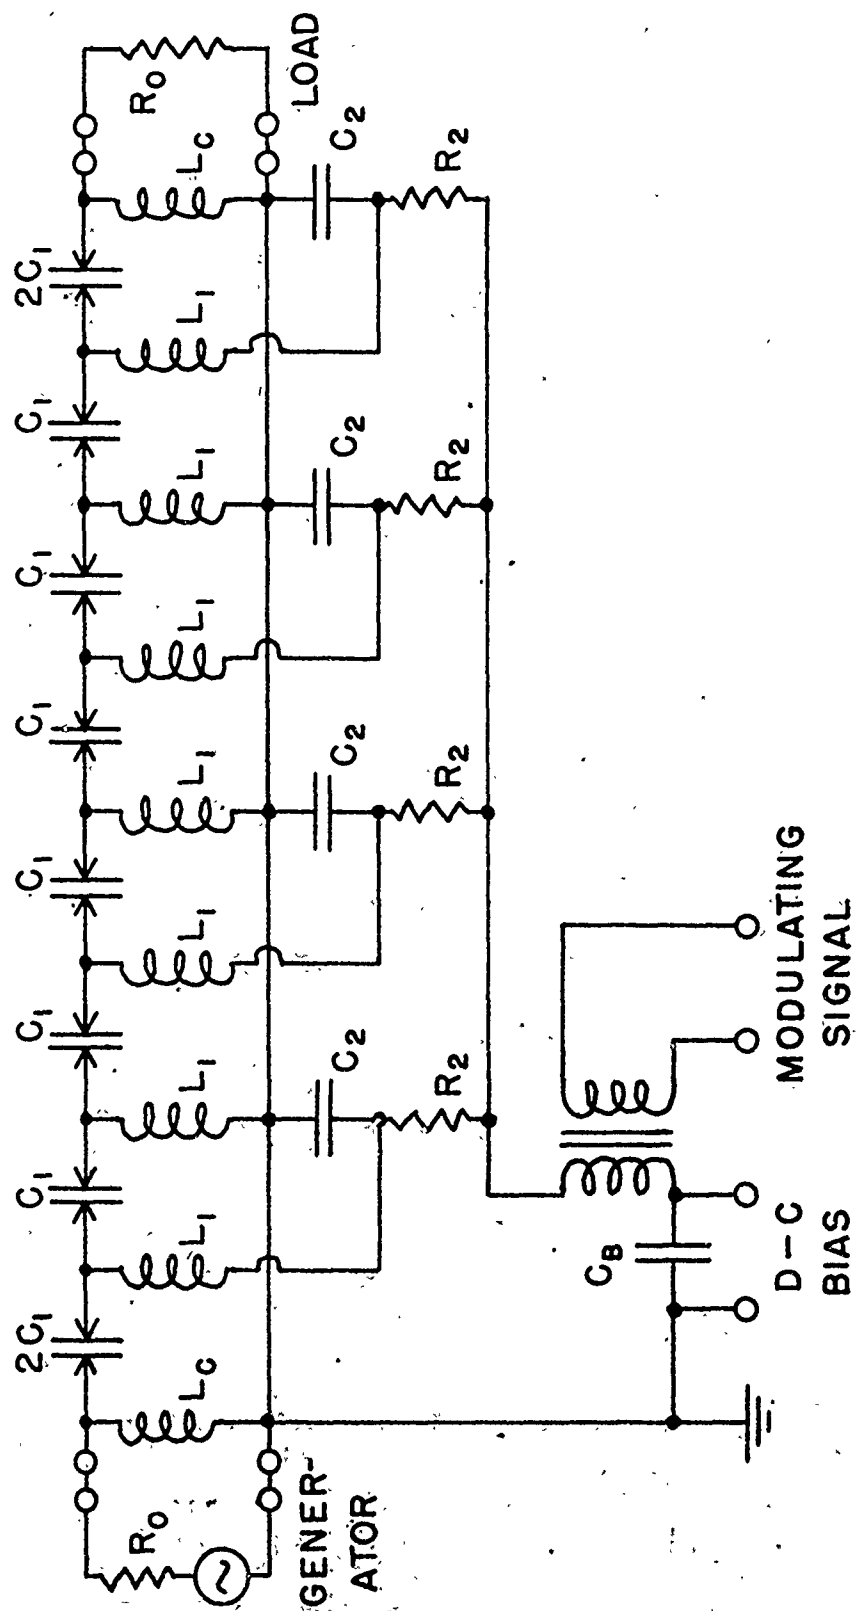 2C₁ C₁ C₁ C₁ C₁ C₁ C₁ 2C₁
R₀ L_C L₁ L₁ L₁ L₁ L₁ L₁ L₁ L_C R₀
GENER-
ATOR
C₂ C₂ C₂ C₂
LOAD
R₂ R₂ R₂ R₂
C_B
D-C
BIAS
MODULATING
SIGNAL